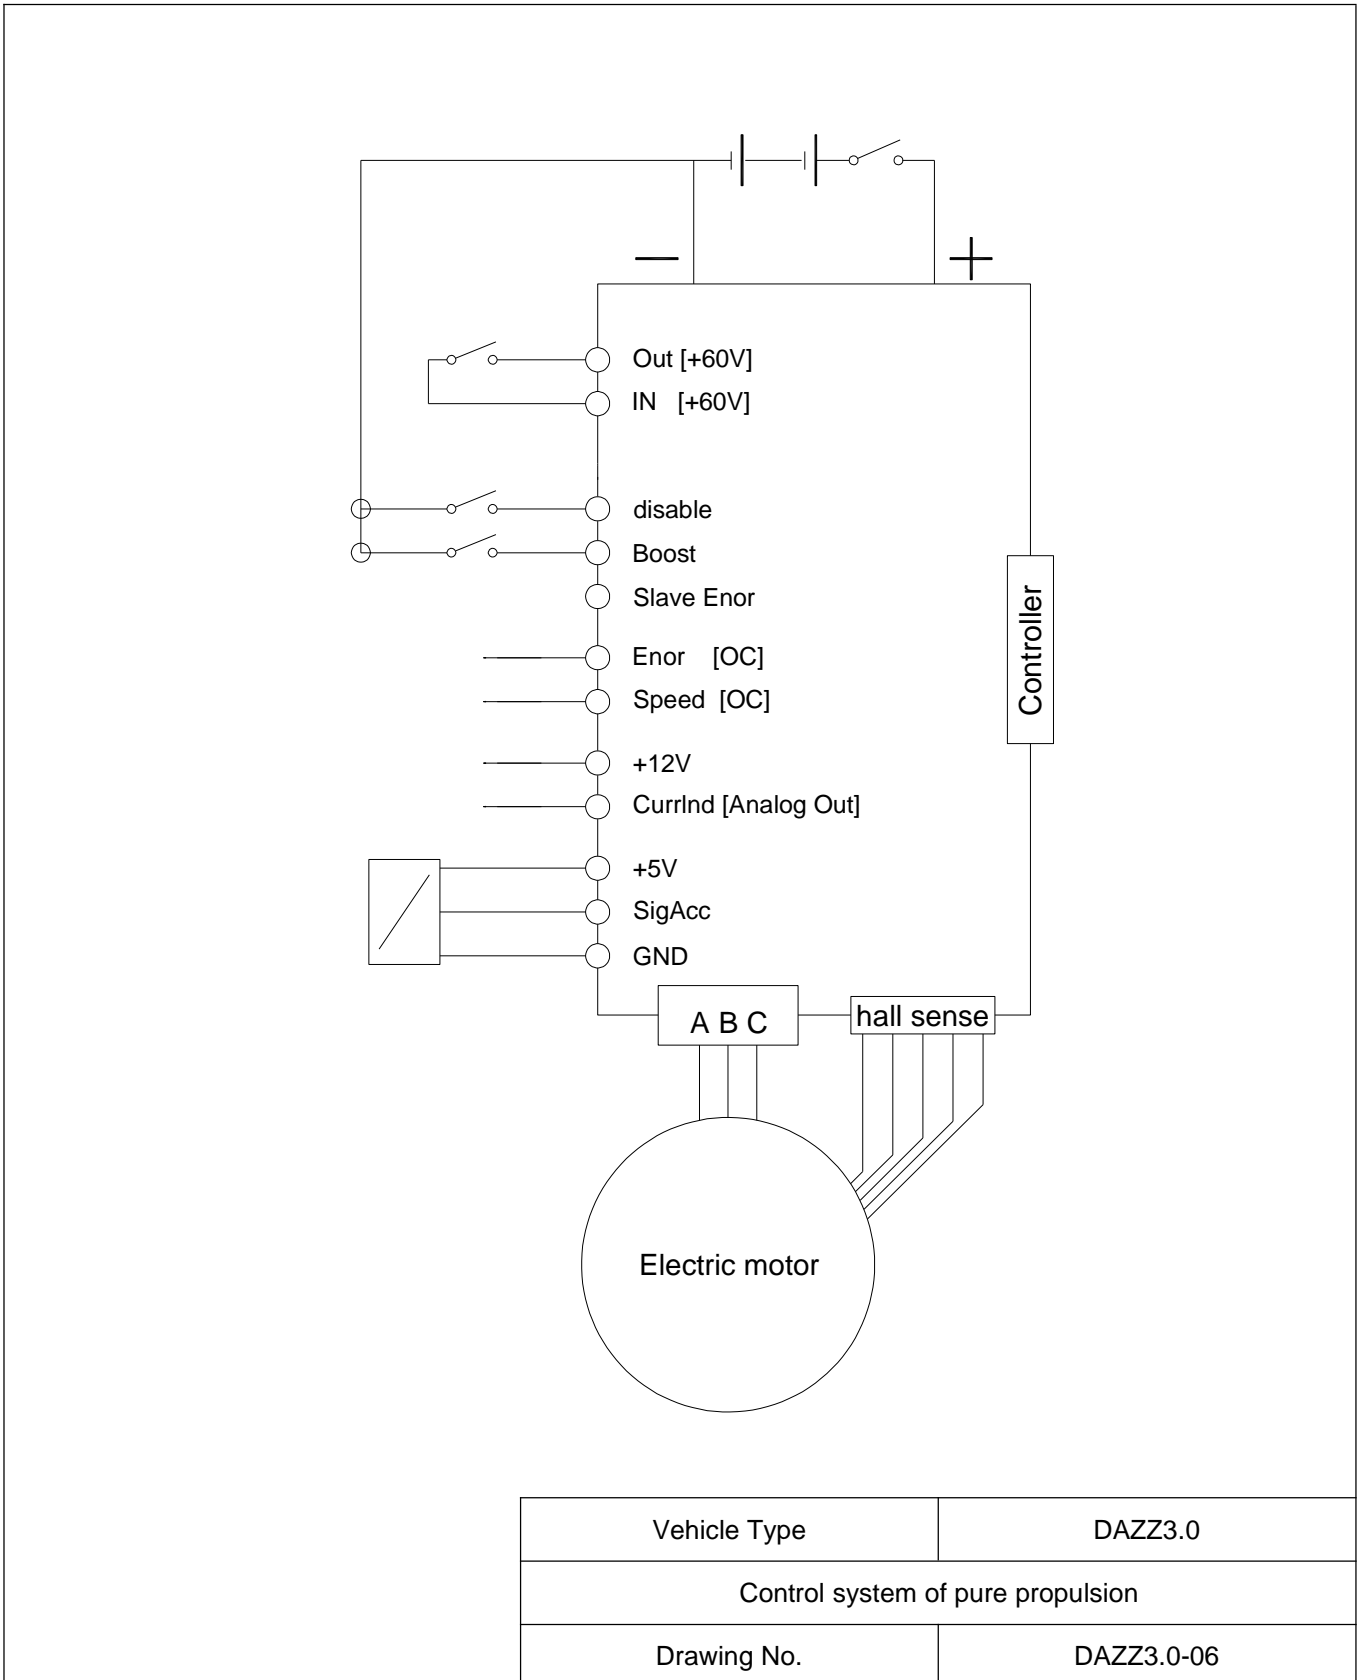 — +
Out [+60V]
IN [+60V]
disable
Boost
Slave Enor
Enor [OC]
Speed [OC]
+12V
CurrInd [Analog Out]
+5V
SigAcc
GND
Controller
A B C
hall sense
Electric motor
Vehicle Type DAZZ3.0
Control system of pure propulsion
Drawing No. DAZZ3.0-06